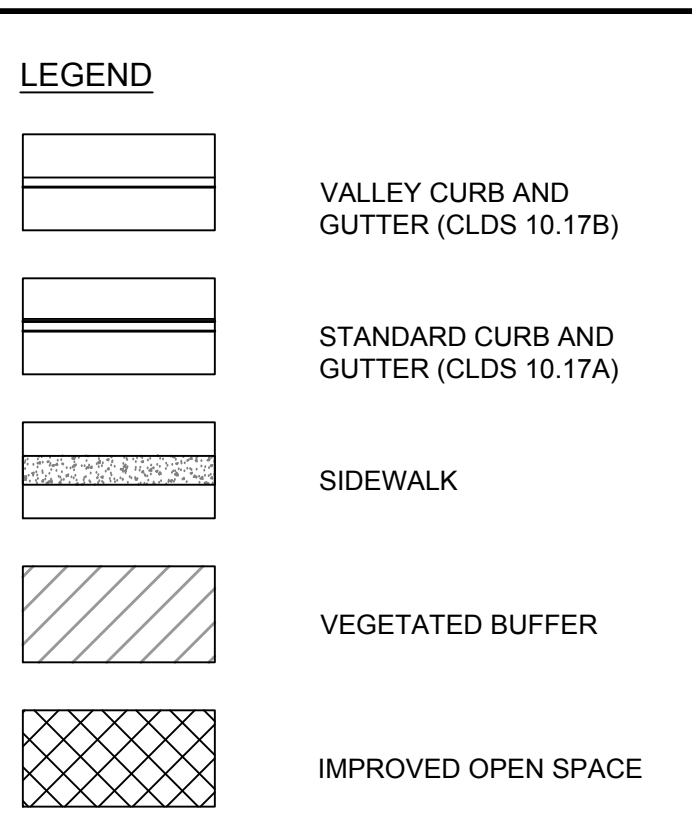 LEGEND
VALLEY CURB AND
GUTTER (CLDS 10.17B)
STANDARD CURB AND
GUTTER (CLDS 10.17A)
SIDEWALK
VEGETATED BUFFER
IMPROVED OPEN SPACE